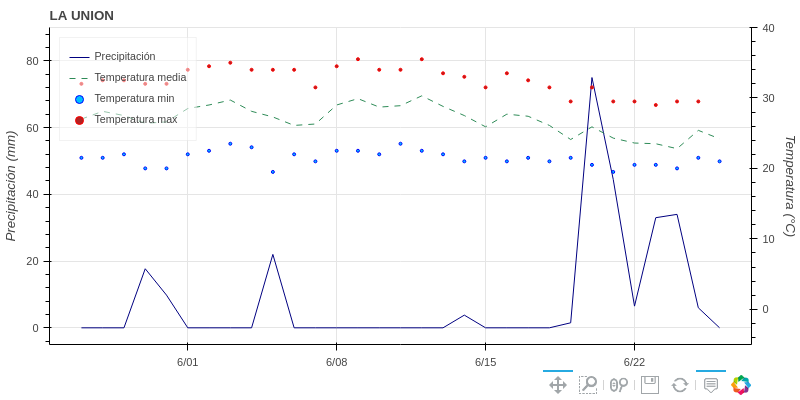 LA UNION
Precipitación
Temperatura media
Temperatura min
Temperatura max
Precipitación (mm)
80
60
40
20
0
40
30
20
10
0
Temperatura (°C)
6/01
6/08
6/15
6/22